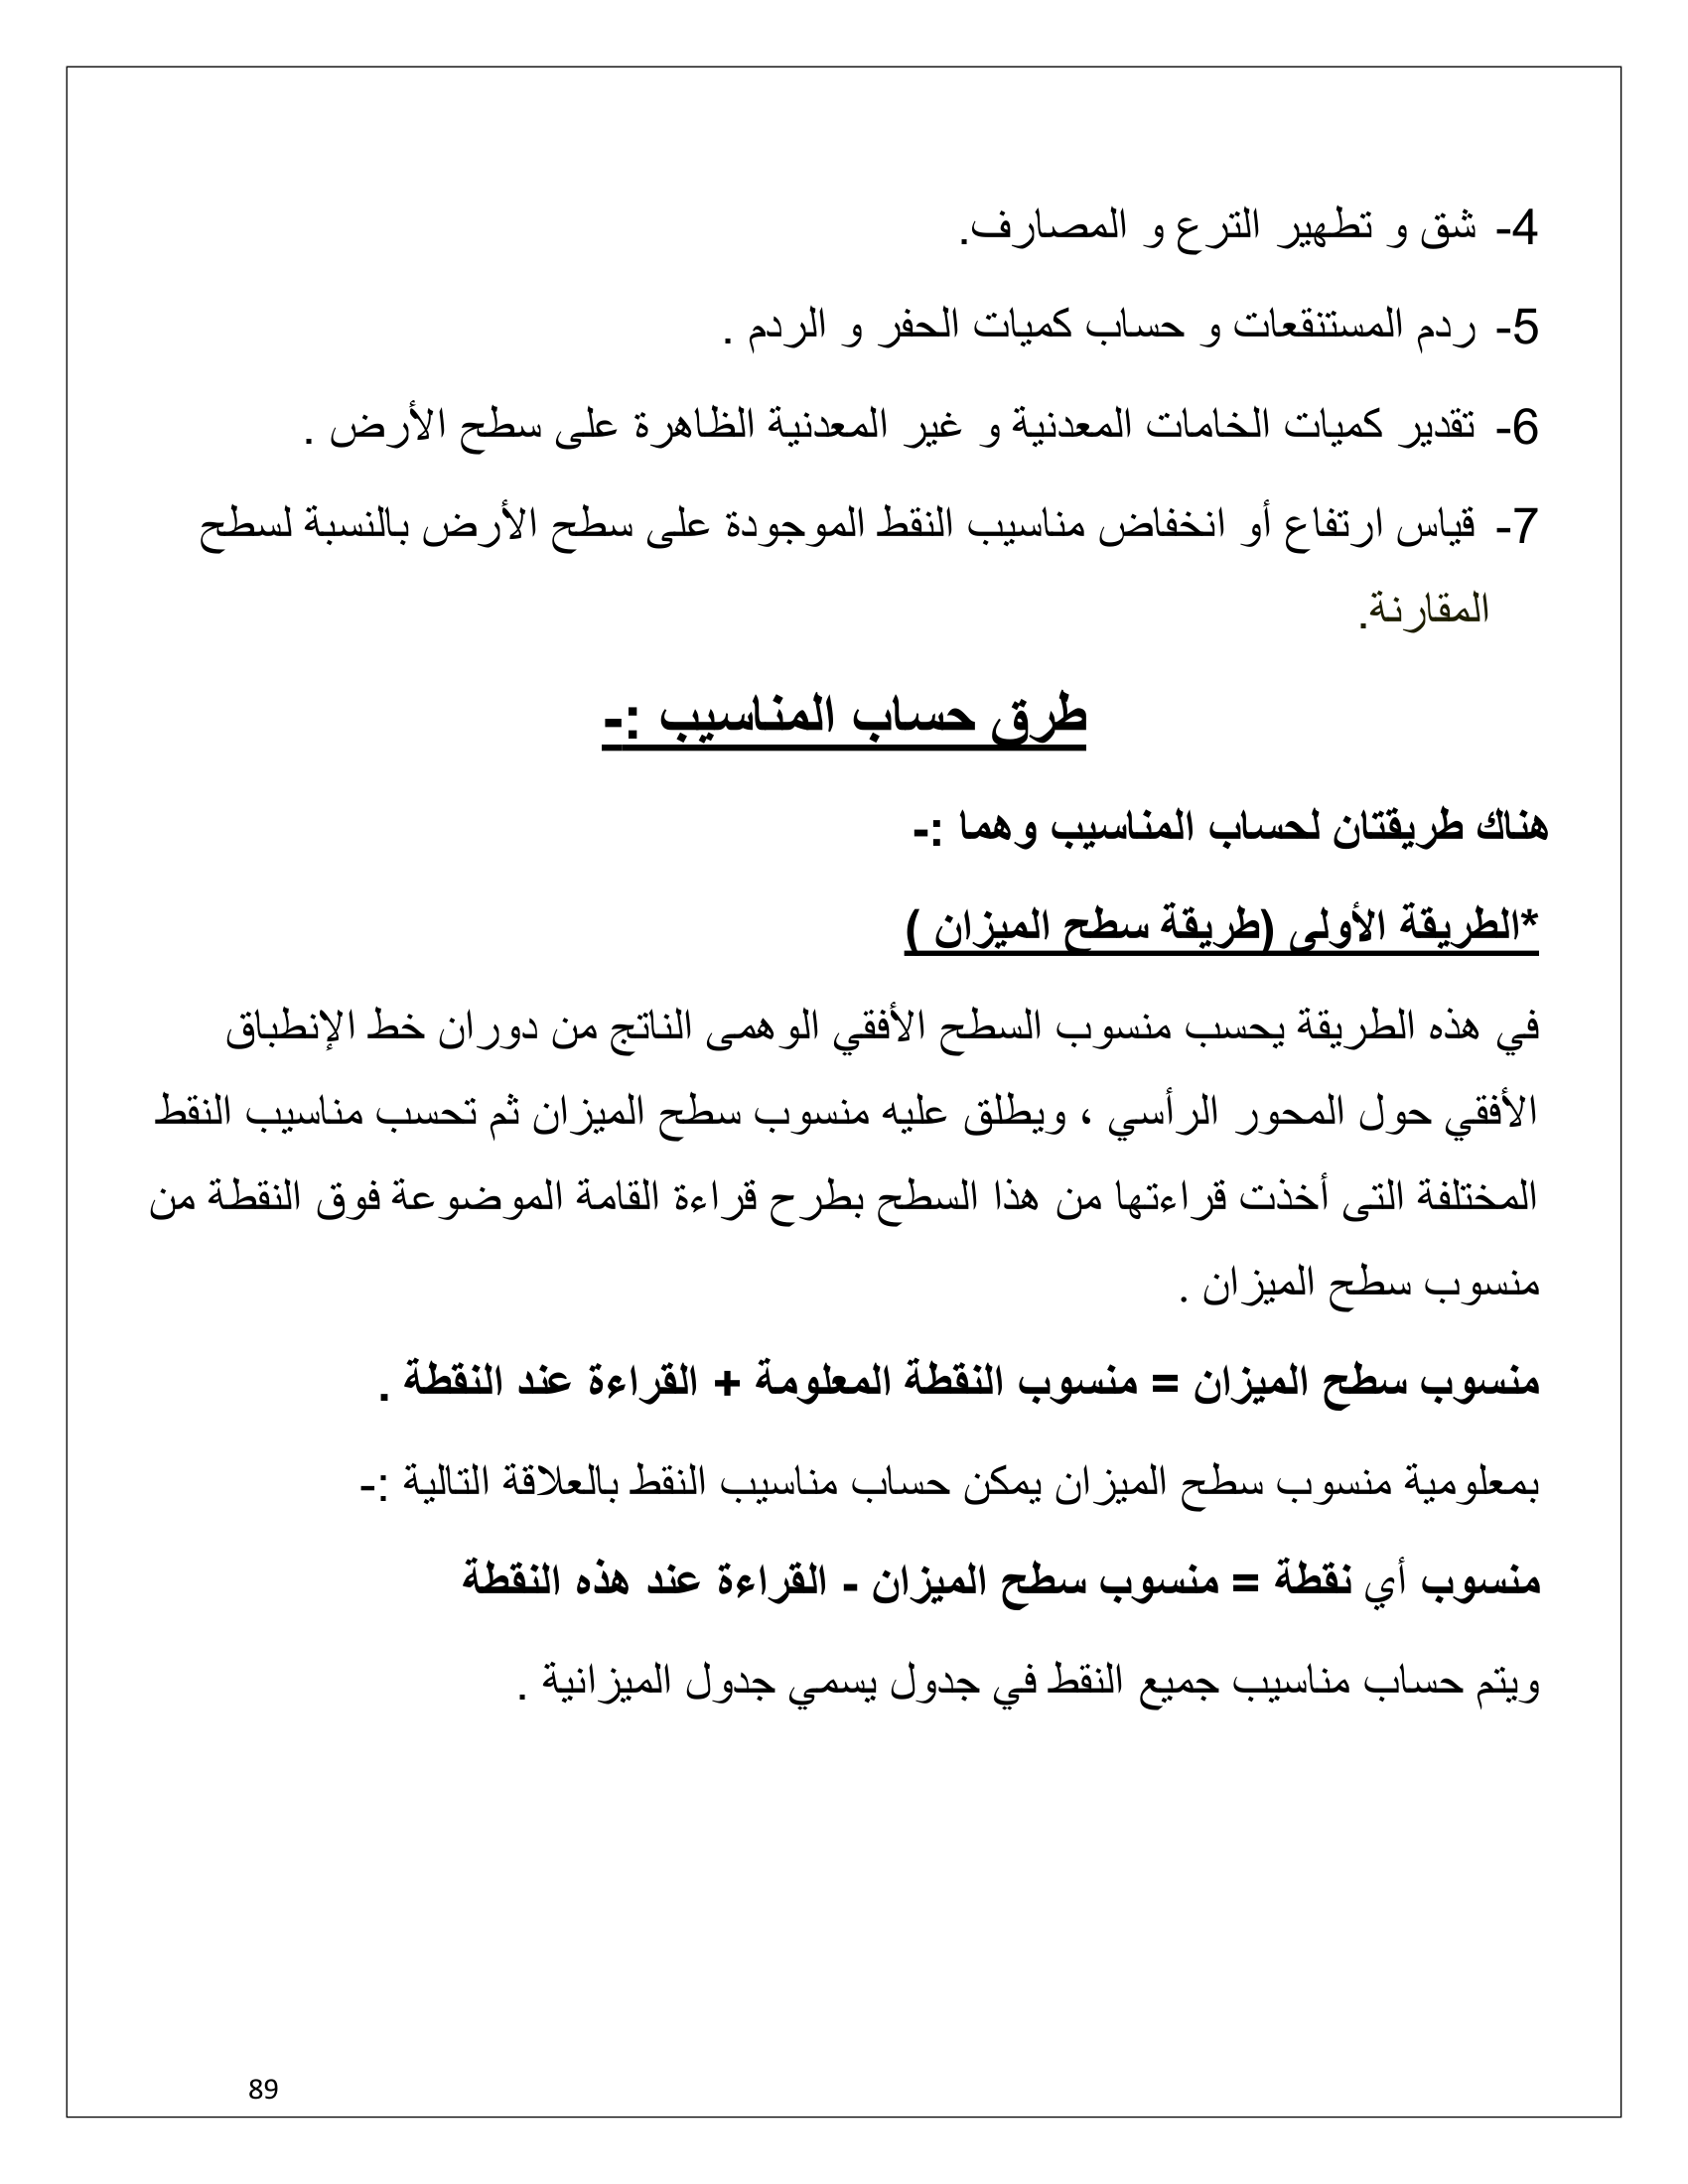 4- شق و تطهير الترع و المصارف.
5- ردم المستنقعات و حساب كميات الحفر و الردم .
6- تقدير كميات الخامات المعدنية و غير المعدنية الظاهرة على سطح الأرض .
7- قياس ارتفاع أو انخفاض مناسيب النقط الموجودة على سطح الأرض بالنسبة لسطح
المقارنة.
طرق حساب المناسيب :-
هناك طريقتان لحساب المناسيب وهما :-
*الطريقة الأولى (طريقة سطح الميزان )
في هذه الطريقة يحسب منسوب السطح الأفقي الوهمى الناتج من دوران خط الإنطباق
الأفقي حول المحور الرأسي ، ويطلق عليه منسوب سطح الميزان ثم تحسب مناسيب النقط
المختلفة التى أخذت قراءتها من هذا السطح بطرح قراءة القامة الموضوعة فوق النقطة من
منسوب سطح الميزان .
منسوب سطح الميزان = منسوب النقطة المعلومة + القراءة عند النقطة .
بمعلومية منسوب سطح الميزان يمكن حساب مناسيب النقط بالعلاقة التالية :-
منسوب أي نقطة = منسوب سطح الميزان - القراءة عند هذه النقطة
ويتم حساب مناسيب جميع النقط في جدول يسمي جدول الميزانية .
89